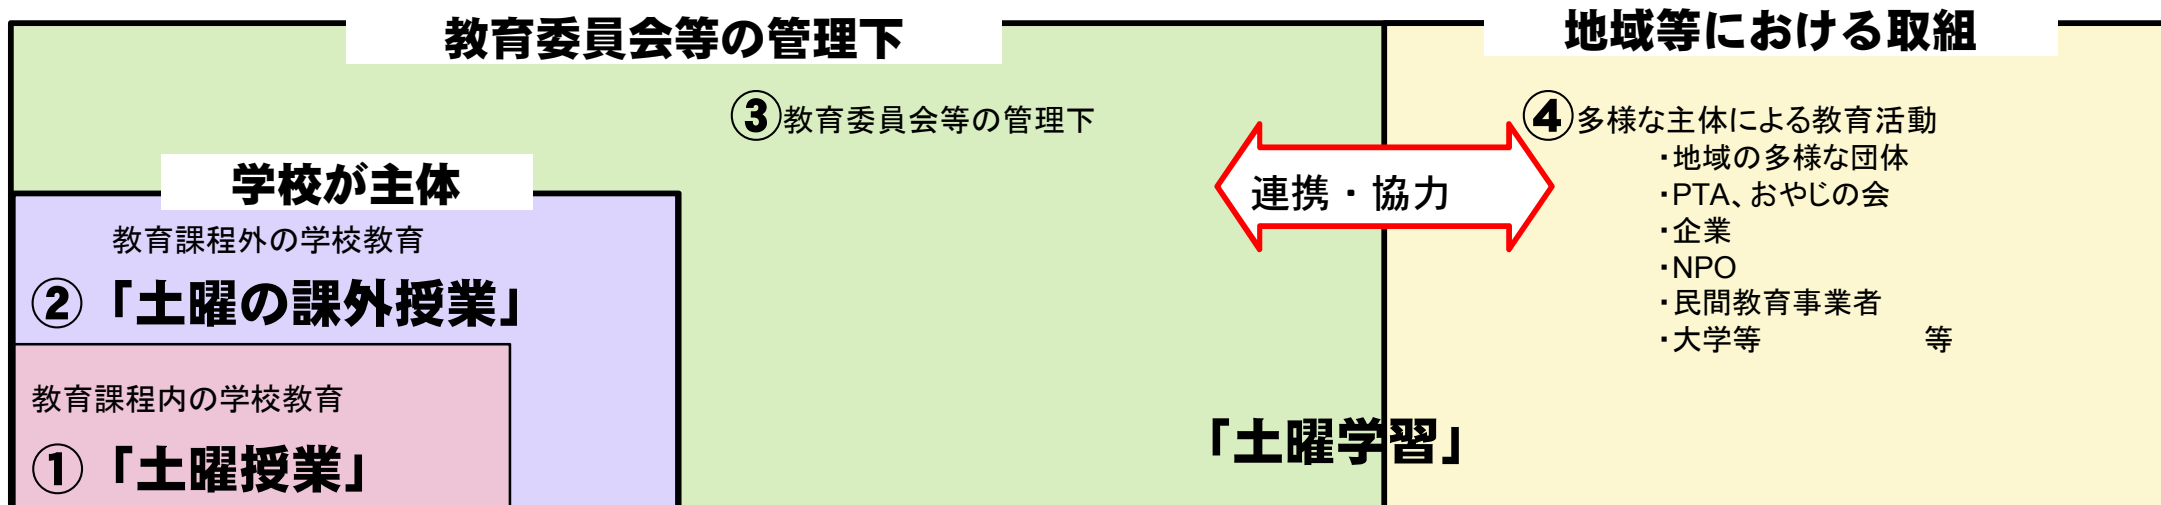 教育委員会等の管理下
地域等における取組
③教育委員会等の管理下
④多様な主体による教育活動
・地域の多様な団体
・PTA、おやじの会
・企業
・NPO
・民間教育事業者
・大学等　等
連携・協力
学校が主体
教育課程外の学校教育
②「土曜の課外授業」
教育課程内の学校教育
①「土曜授業」
「土曜学習」